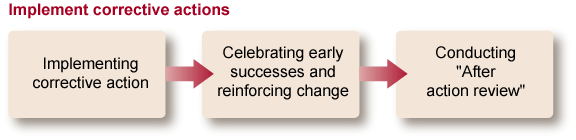 Implement corrective actions
Implementing
corrective action
Celebrating early
successes and
reinforcing change
Conducting
"After
action review"